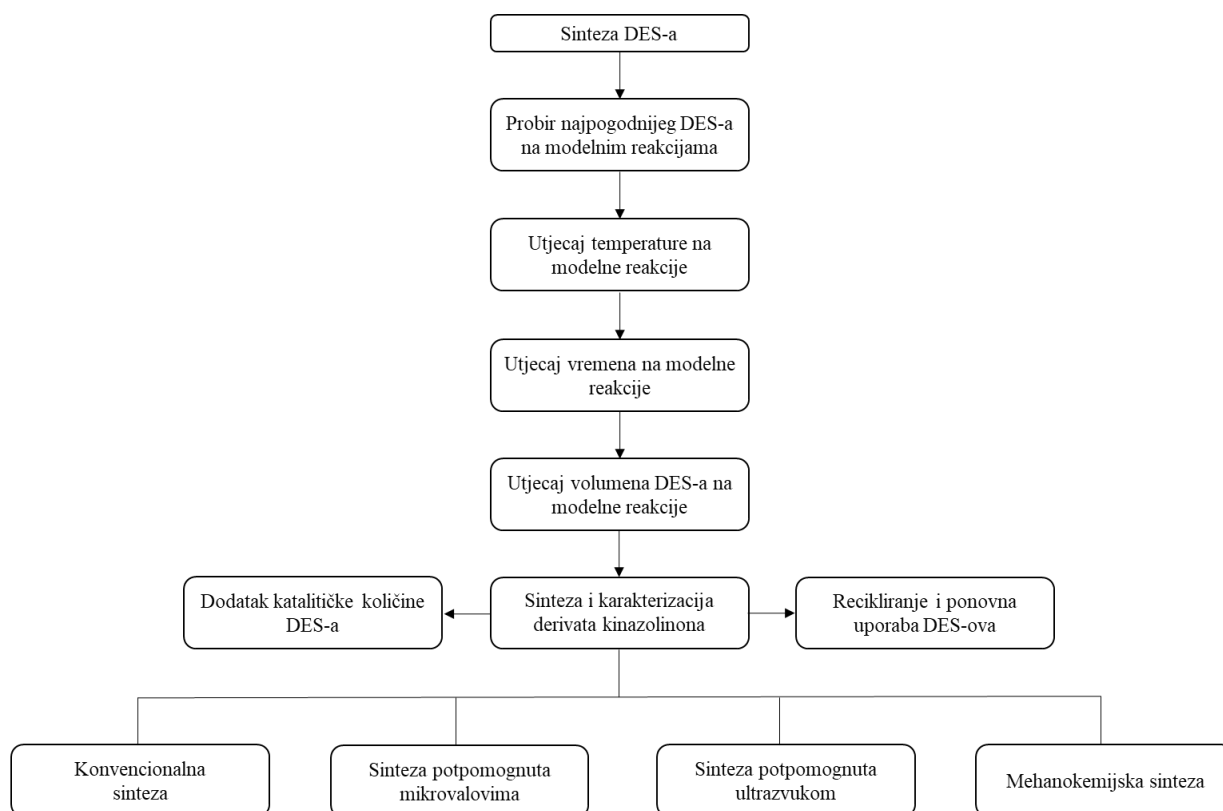 Sinteza DES-a
Probir najpogodnijeg DES-a
na modelnim reakcijama
Utjecaj temperature na
modelne reakcije
Utjecaj vremena na modelne
reakcije
Utjecaj volumena DES-a na
modelne reakcije
Dodatak katalitičke količine
DES-a
Sinteza i karakterizacija
derivata kinazolinona
Recikliranje i ponovna
uporaba DES-ova
Konvencionalna
sinteza
Sinteza potpomognuta
mikrovalovima
Sinteza potpomognuta
ultrazvukom
Mehanokemijska sinteza